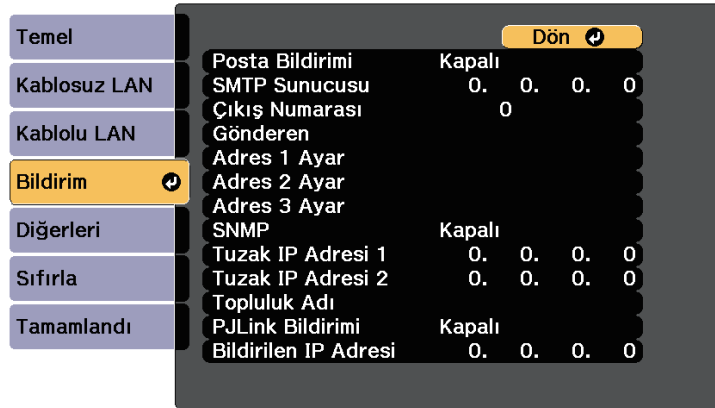 Temel
Kablosuz LAN
Kablolu LAN
Bildirim
Diğerleri
Sıfırla
Tamamlandı
Dön
Posta Bildirimi Kapalı
SMTP Sunucusu 0. 0. 0. 0
Çıkış Numarası 0
Gönderen
Adres 1 Ayar
Adres 2 Ayar
Adres 3 Ayar
SNMP Kapalı
Tuzak IP Adresi 1 0. 0. 0. 0
Tuzak IP Adresi 2 0. 0. 0. 0
Topluluk Adı
PJLink Bildirimi Kapalı
Bildirilen IP Adresi 0. 0. 0. 0